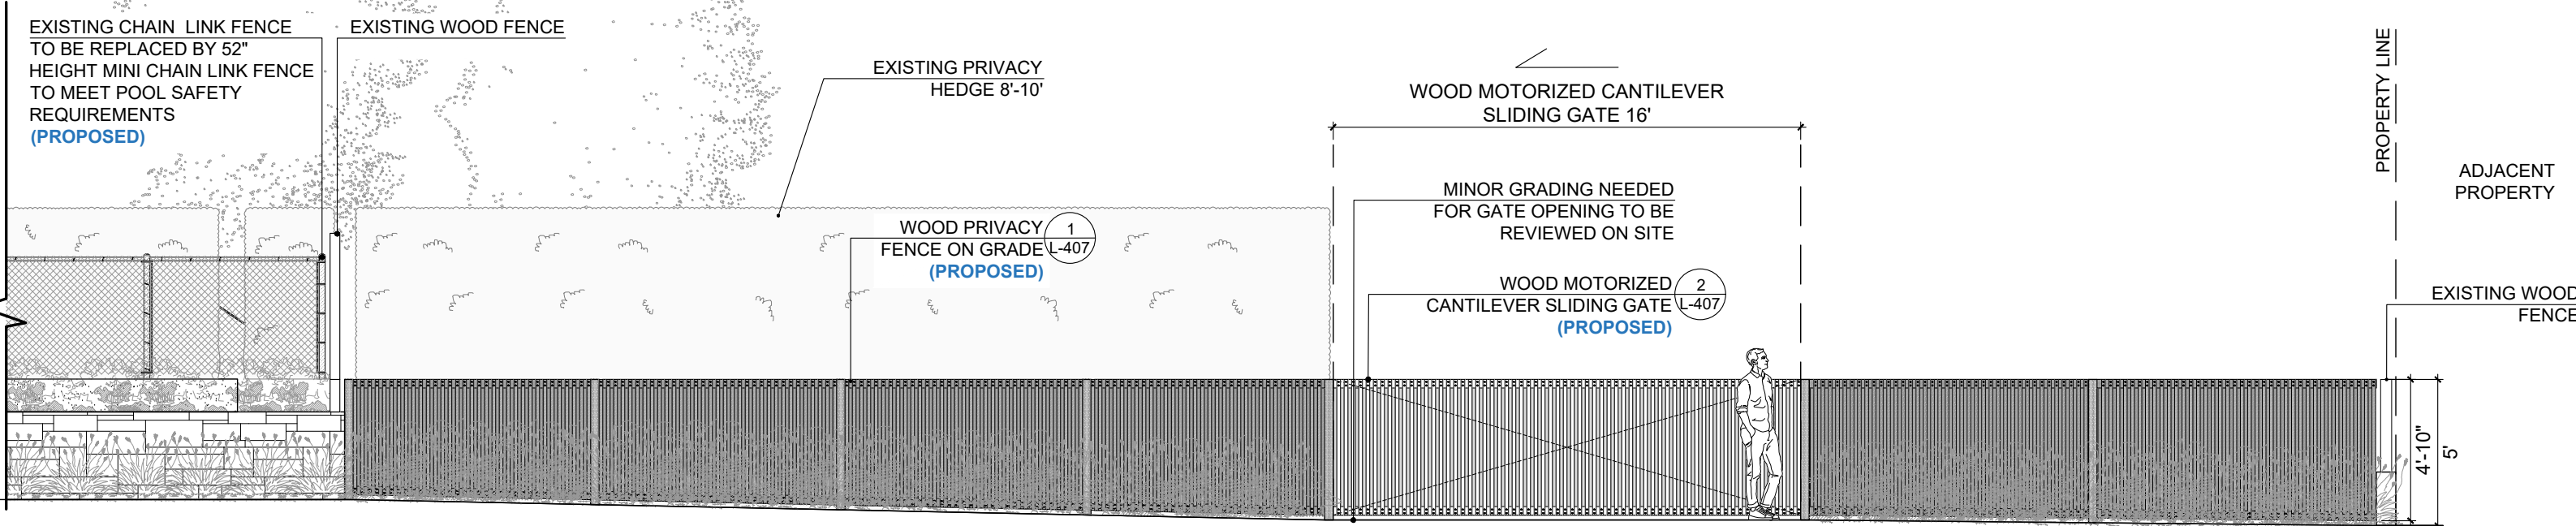 EXISTING CHAIN LINK FENCE
TO BE REPLACED BY 52"
HEIGHT MINI CHAIN LINK FENCE
TO MEET POOL SAFETY
REQUIREMENTS
(PROPOSED)
EXISTING WOOD FENCE
EXISTING PRIVACY
HEDGE 8'-10'
WOOD PRIVACY
FENCE ON GRADE
(PROPOSED)
1
L-407
WOOD MOTORIZED CANTILEVER
SLIDING GATE 16'
MINOR GRADING NEEDED
FOR GATE OPENING TO BE
REVIEWED ON SITE
WOOD MOTORIZED
CANTILEVER SLIDING GATE
(PROPOSED)
2
L-407
PROPERTY LINE
ADJACENT
PROPERTY
EXISTING WOOD
FENCE
4'-10"
5'